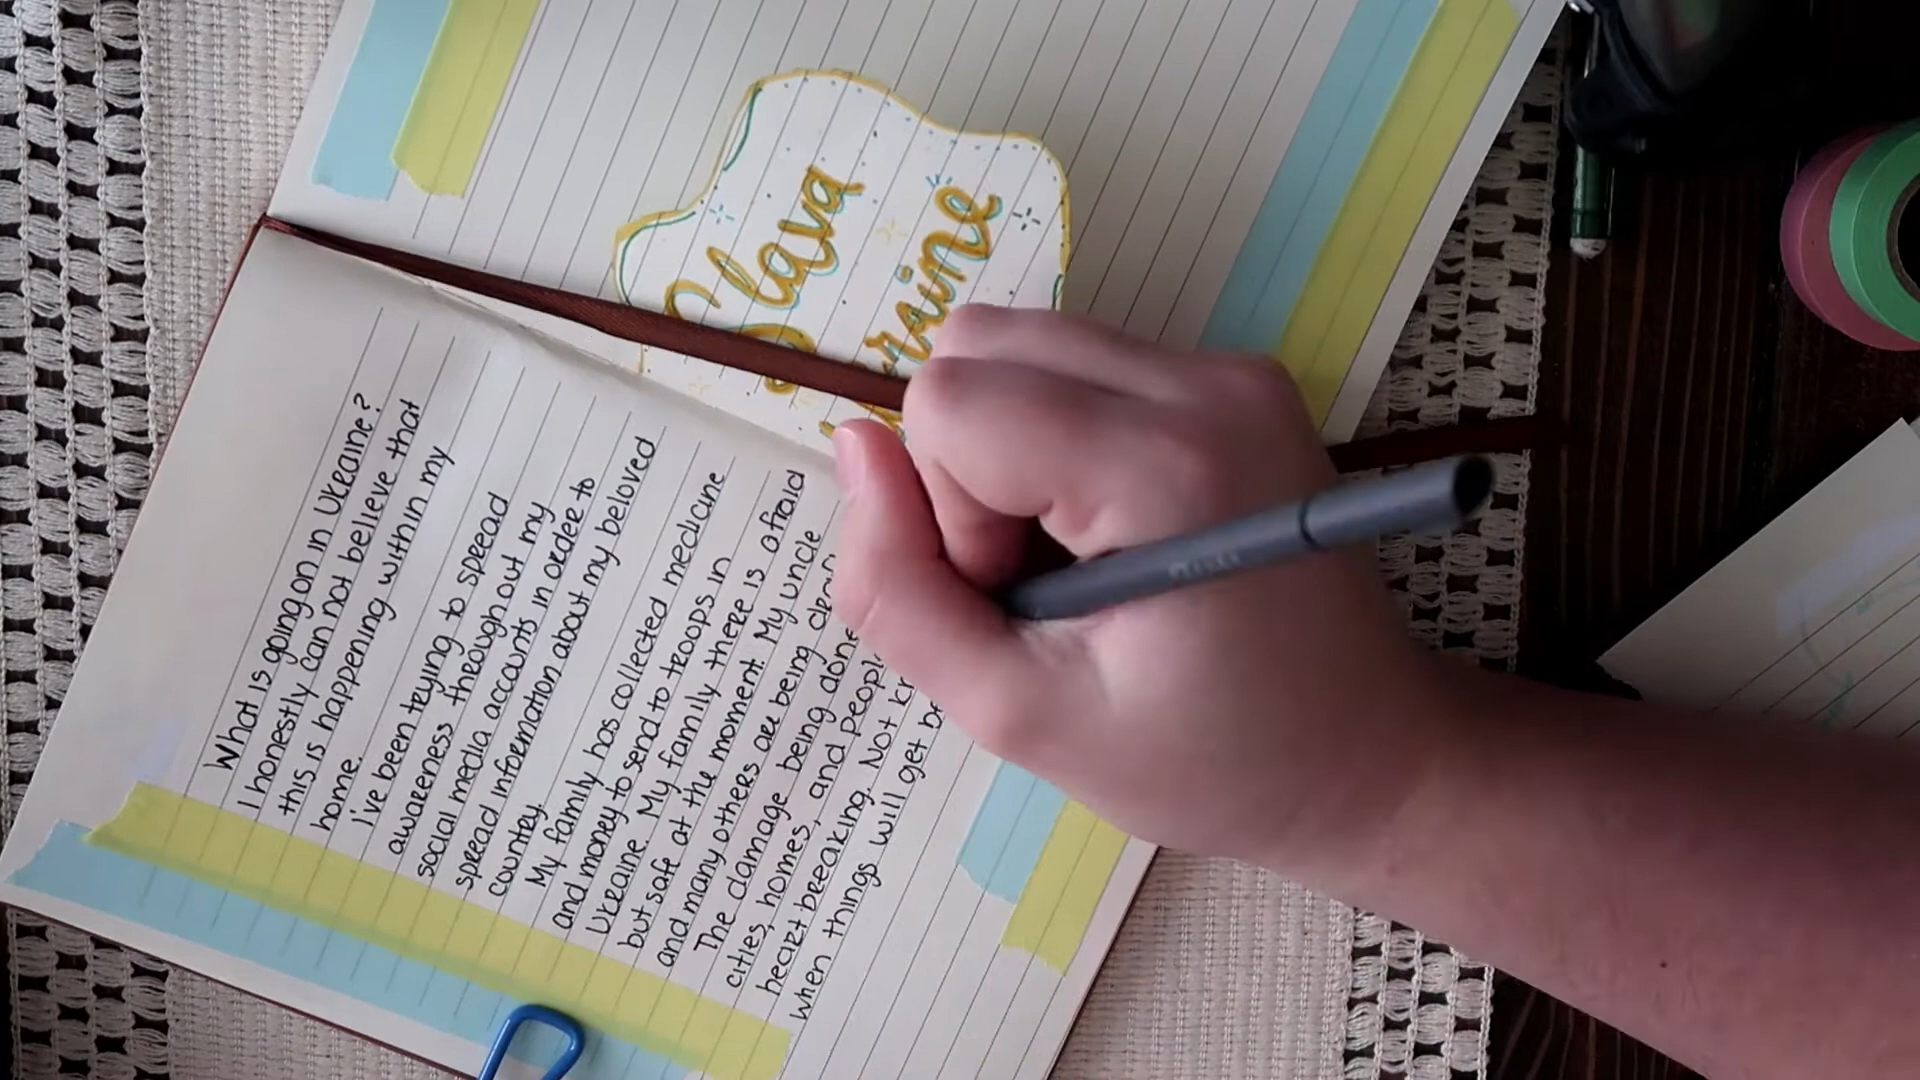 Slava
What is going on in Ukraine?
I honestly can not believe that
this is happening within my
home.
I've been trying to spread
awareness through out my
social media accounts in order to
spread information about my beloved
country.
My family has collected medicine
and money to send to troops in
Ukraine. My family there is afraid
but safe at the moment. My uncle
and many others are being
The damage being done
cities, homes, and
heart breaking. Not
when things will get